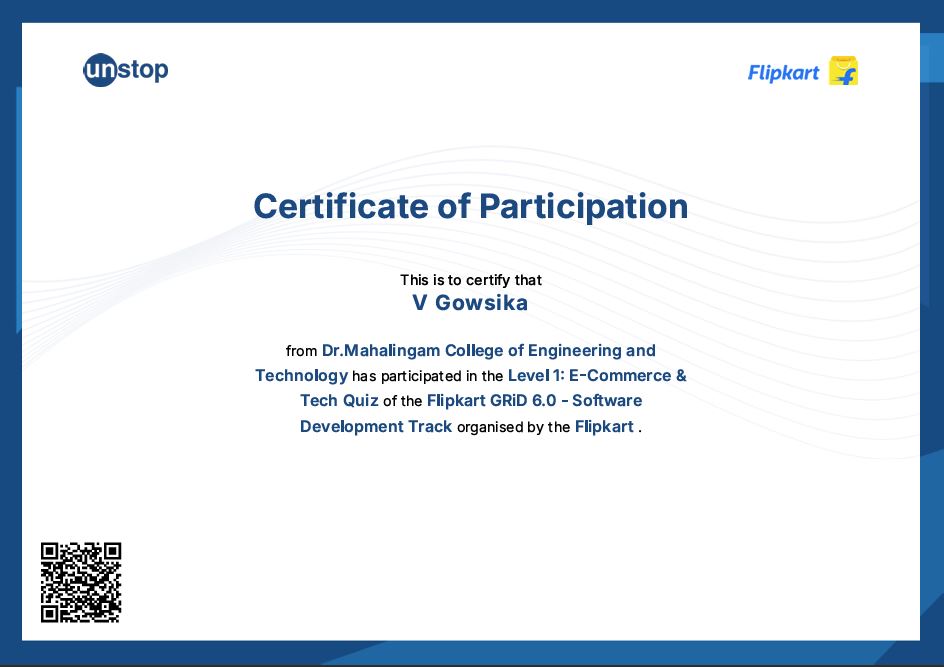 unstop
Flipkart
Certificate of Participation
This is to certify that
V Gowsika
from Dr.Mahalingam College of Engineering and
Technology has participated in the Level 1: E-Commerce &
Tech Quiz of the Flipkart GRiD 6.0 - Software
Development Track organised by the Flipkart .